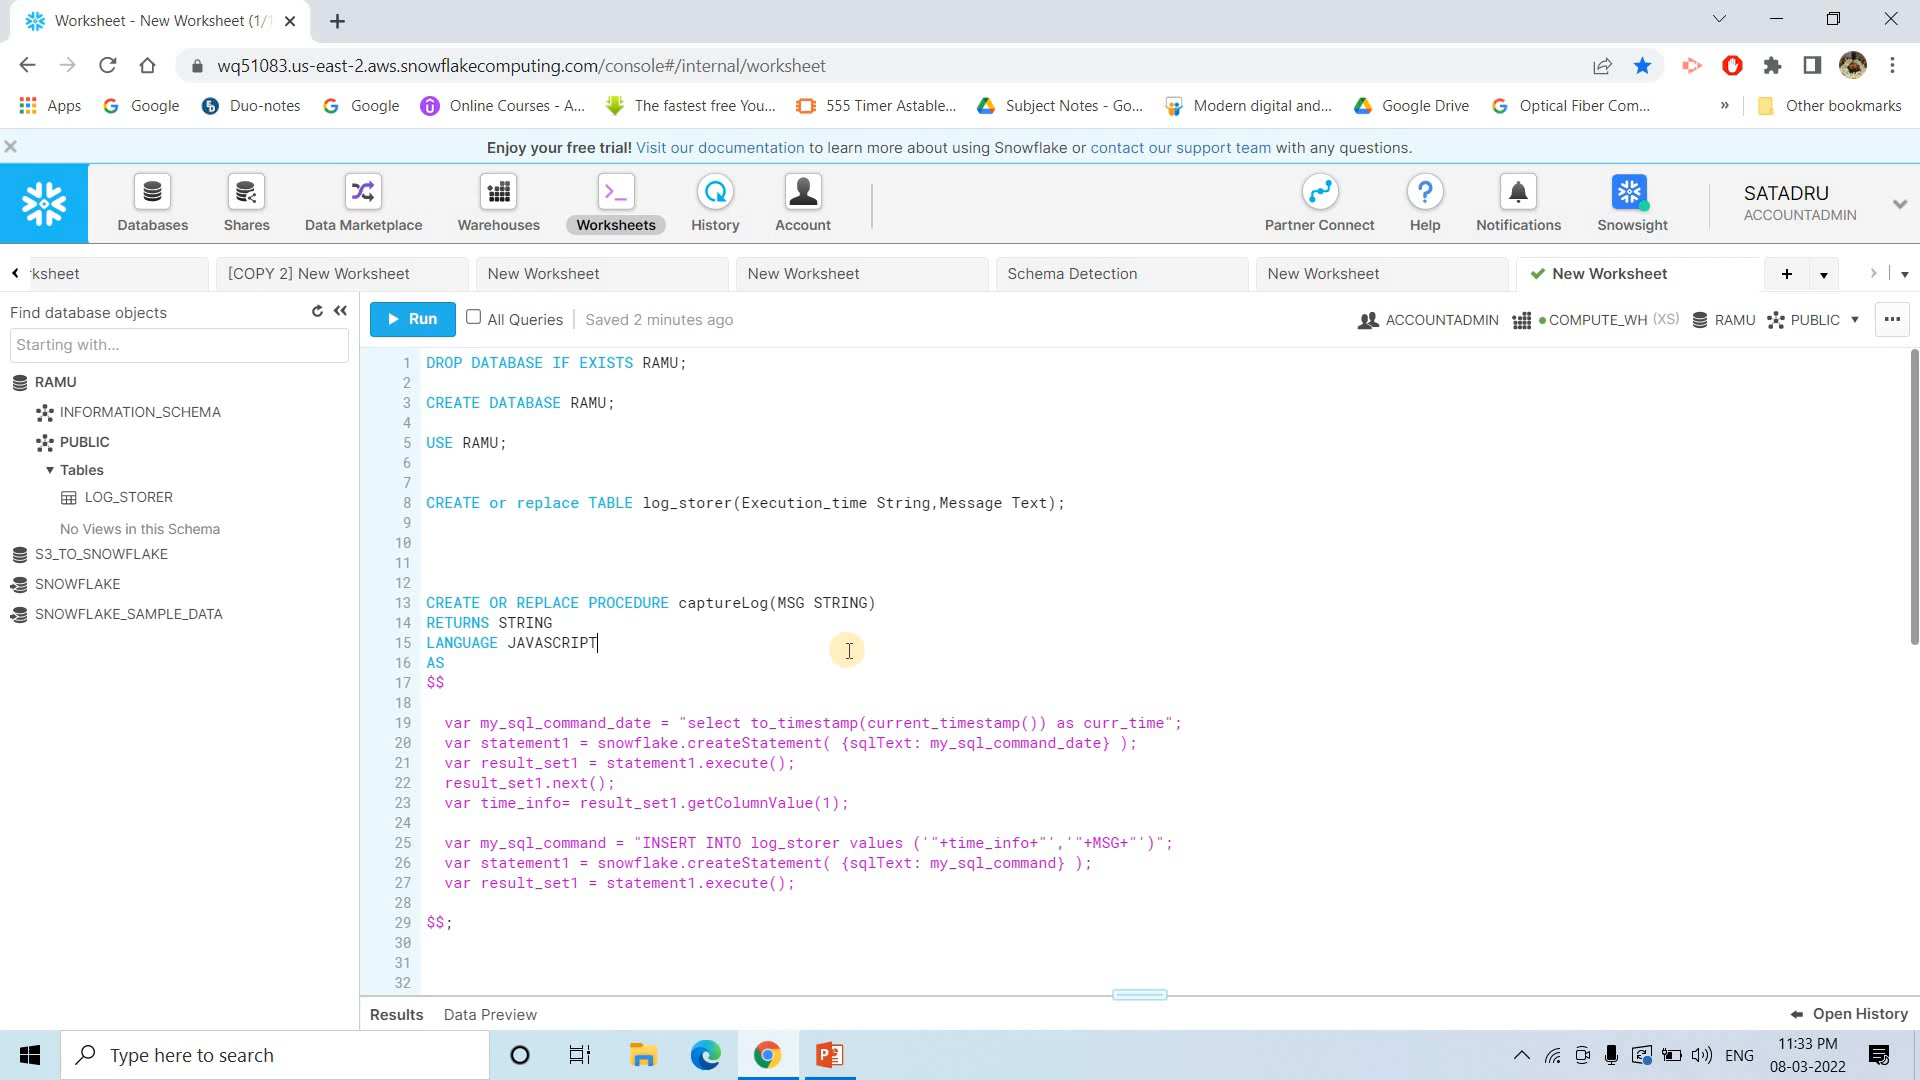 Worksheet - New Worksheet (1/1
wq51083.us-east-2.aws.snowflakecomputing.com/console#/internal/worksheet
Apps Google Duo-notes Google Online Courses - A... The fastest free You... 555 Timer Astable... Subject Notes - Go... Modern digital and... Google Drive Optical Fiber Com... » Other bookmarks
Enjoy your free trial! Visit our documentation to learn more about using Snowflake or contact our support team with any questions.
Databases Shares Data Marketplace Warehouses Worksheets History Account Partner Connect Help Notifications Snowsight
SATADRU
ACCOUNTADMIN
rksheet [COPY 2] New Worksheet New Worksheet New Worksheet Schema Detection New Worksheet New Worksheet
Find database objects
Starting with...
RAMU
INFORMATION_SCHEMA
PUBLIC
Tables
LOG_STORER
No Views in this Schema
S3_TO_SNOWFLAKE
SNOWFLAKE
SNOWFLAKE_SAMPLE_DATA
Run All Queries Saved 2 minutes ago ACCOUNTADMIN COMPUTE_WH (XS) RAMU PUBLIC
1 DROP DATABASE IF EXISTS RAMU;
2
3 CREATE DATABASE RAMU;
4
5 USE RAMU;
6
7
8 CREATE or replace TABLE log_storer(Execution_time String,Message Text);
9
10
11
12
13 CREATE OR REPLACE PROCEDURE captureLog(MSG STRING)
14 RETURNS STRING
15 LANGUAGE JAVASCRIPT
16 AS
17 $$
18
19 var my_sql_command_date = "select to_timestamp(current_timestamp()) as curr_time";
20 var statement1 = snowflake.createStatement( {sqlText: my_sql_command_date} );
21 var result_set1 = statement1.execute();
22 result_set1.next();
23 var time_info= result_set1.getColumnValue(1);
24
25 var my_sql_command = "INSERT INTO log_storer values ('"+time_info+"','"+MSG+"')";
26 var statement1 = snowflake.createStatement( {sqlText: my_sql_command} );
27 var result_set1 = statement1.execute();
28
29 $$;
30
31
32
Results Data Preview Open History
Type here to search
ENG
11:33 PM
08-03-2022